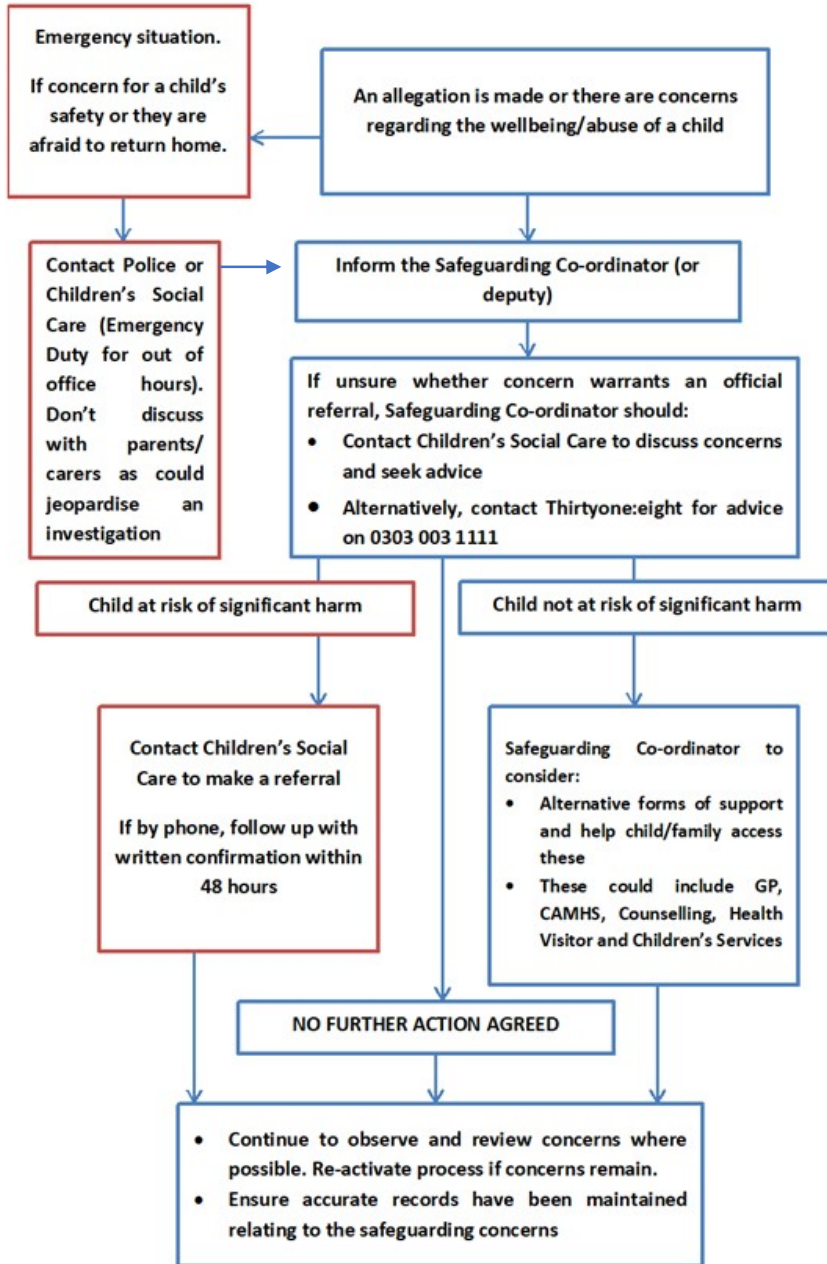 Emergency situation.
If concern for a child’s
safety or they are
afraid to return home.
An allegation is made or there are concerns
regarding the wellbeing/abuse of a child
Contact Police or
Children’s Social
Care (Emergency
Duty for out of
office hours).
Don’t discuss
with parents/
carers as could
jeopardise an
investigation
Inform the Safeguarding Co-ordinator (or
deputy)
If unsure whether concern warrants an official
referral, Safeguarding Co-ordinator should:
• Contact Children’s Social Care to discuss concerns
and seek advice
• Alternatively, contact Thirtyone:eight for advice
on 0303 003 1111
Child at risk of significant harm
Child not at risk of significant harm
Contact Children’s Social
Care to make a referral
If by phone, follow up with
written confirmation within
48 hours
Safeguarding Co-ordinator to
consider:
• Alternative forms of support
and help child/family access
these
• These could include GP,
CAMHS, Counselling, Health
Visitor and Children’s Services
NO FURTHER ACTION AGREED
• Continue to observe and review concerns where
possible. Re-activate process if concerns remain.
• Ensure accurate records have been maintained
relating to the safeguarding concerns